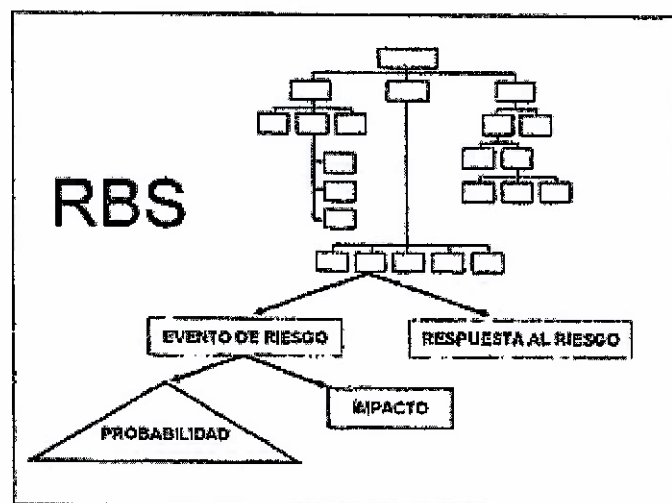 RBS
EVENTO DE RIESGO
RESPUESTA AL RIESGO
IMPACTO
PROBABILIDAD